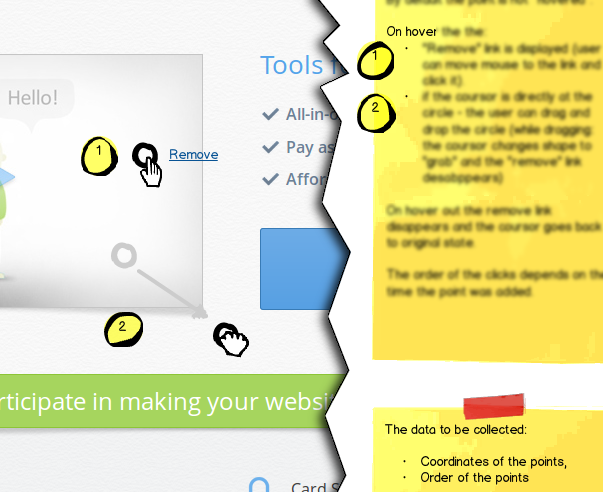 Hello!
1
Remove
2
Tools
All-in-
Pay as
Affor
rticipate in making your websi
Card S
By default the point is not "hovered".
On hover the the:
1
"Remove" link is displayed (user
can move mouse to the link and
click it)
2
if the coursor is directly at the
circle - the user can drag and
drop the circle (while dragging:
the coursor changes shape to
"grab" and the "remove" link
desabppears)
On hover out the remove link
disappears and the coursor goes back
to original state.
The order of the clicks depends on the
time the point was added.
The data to be collected:
· Coordinates of the points,
· Order of the points